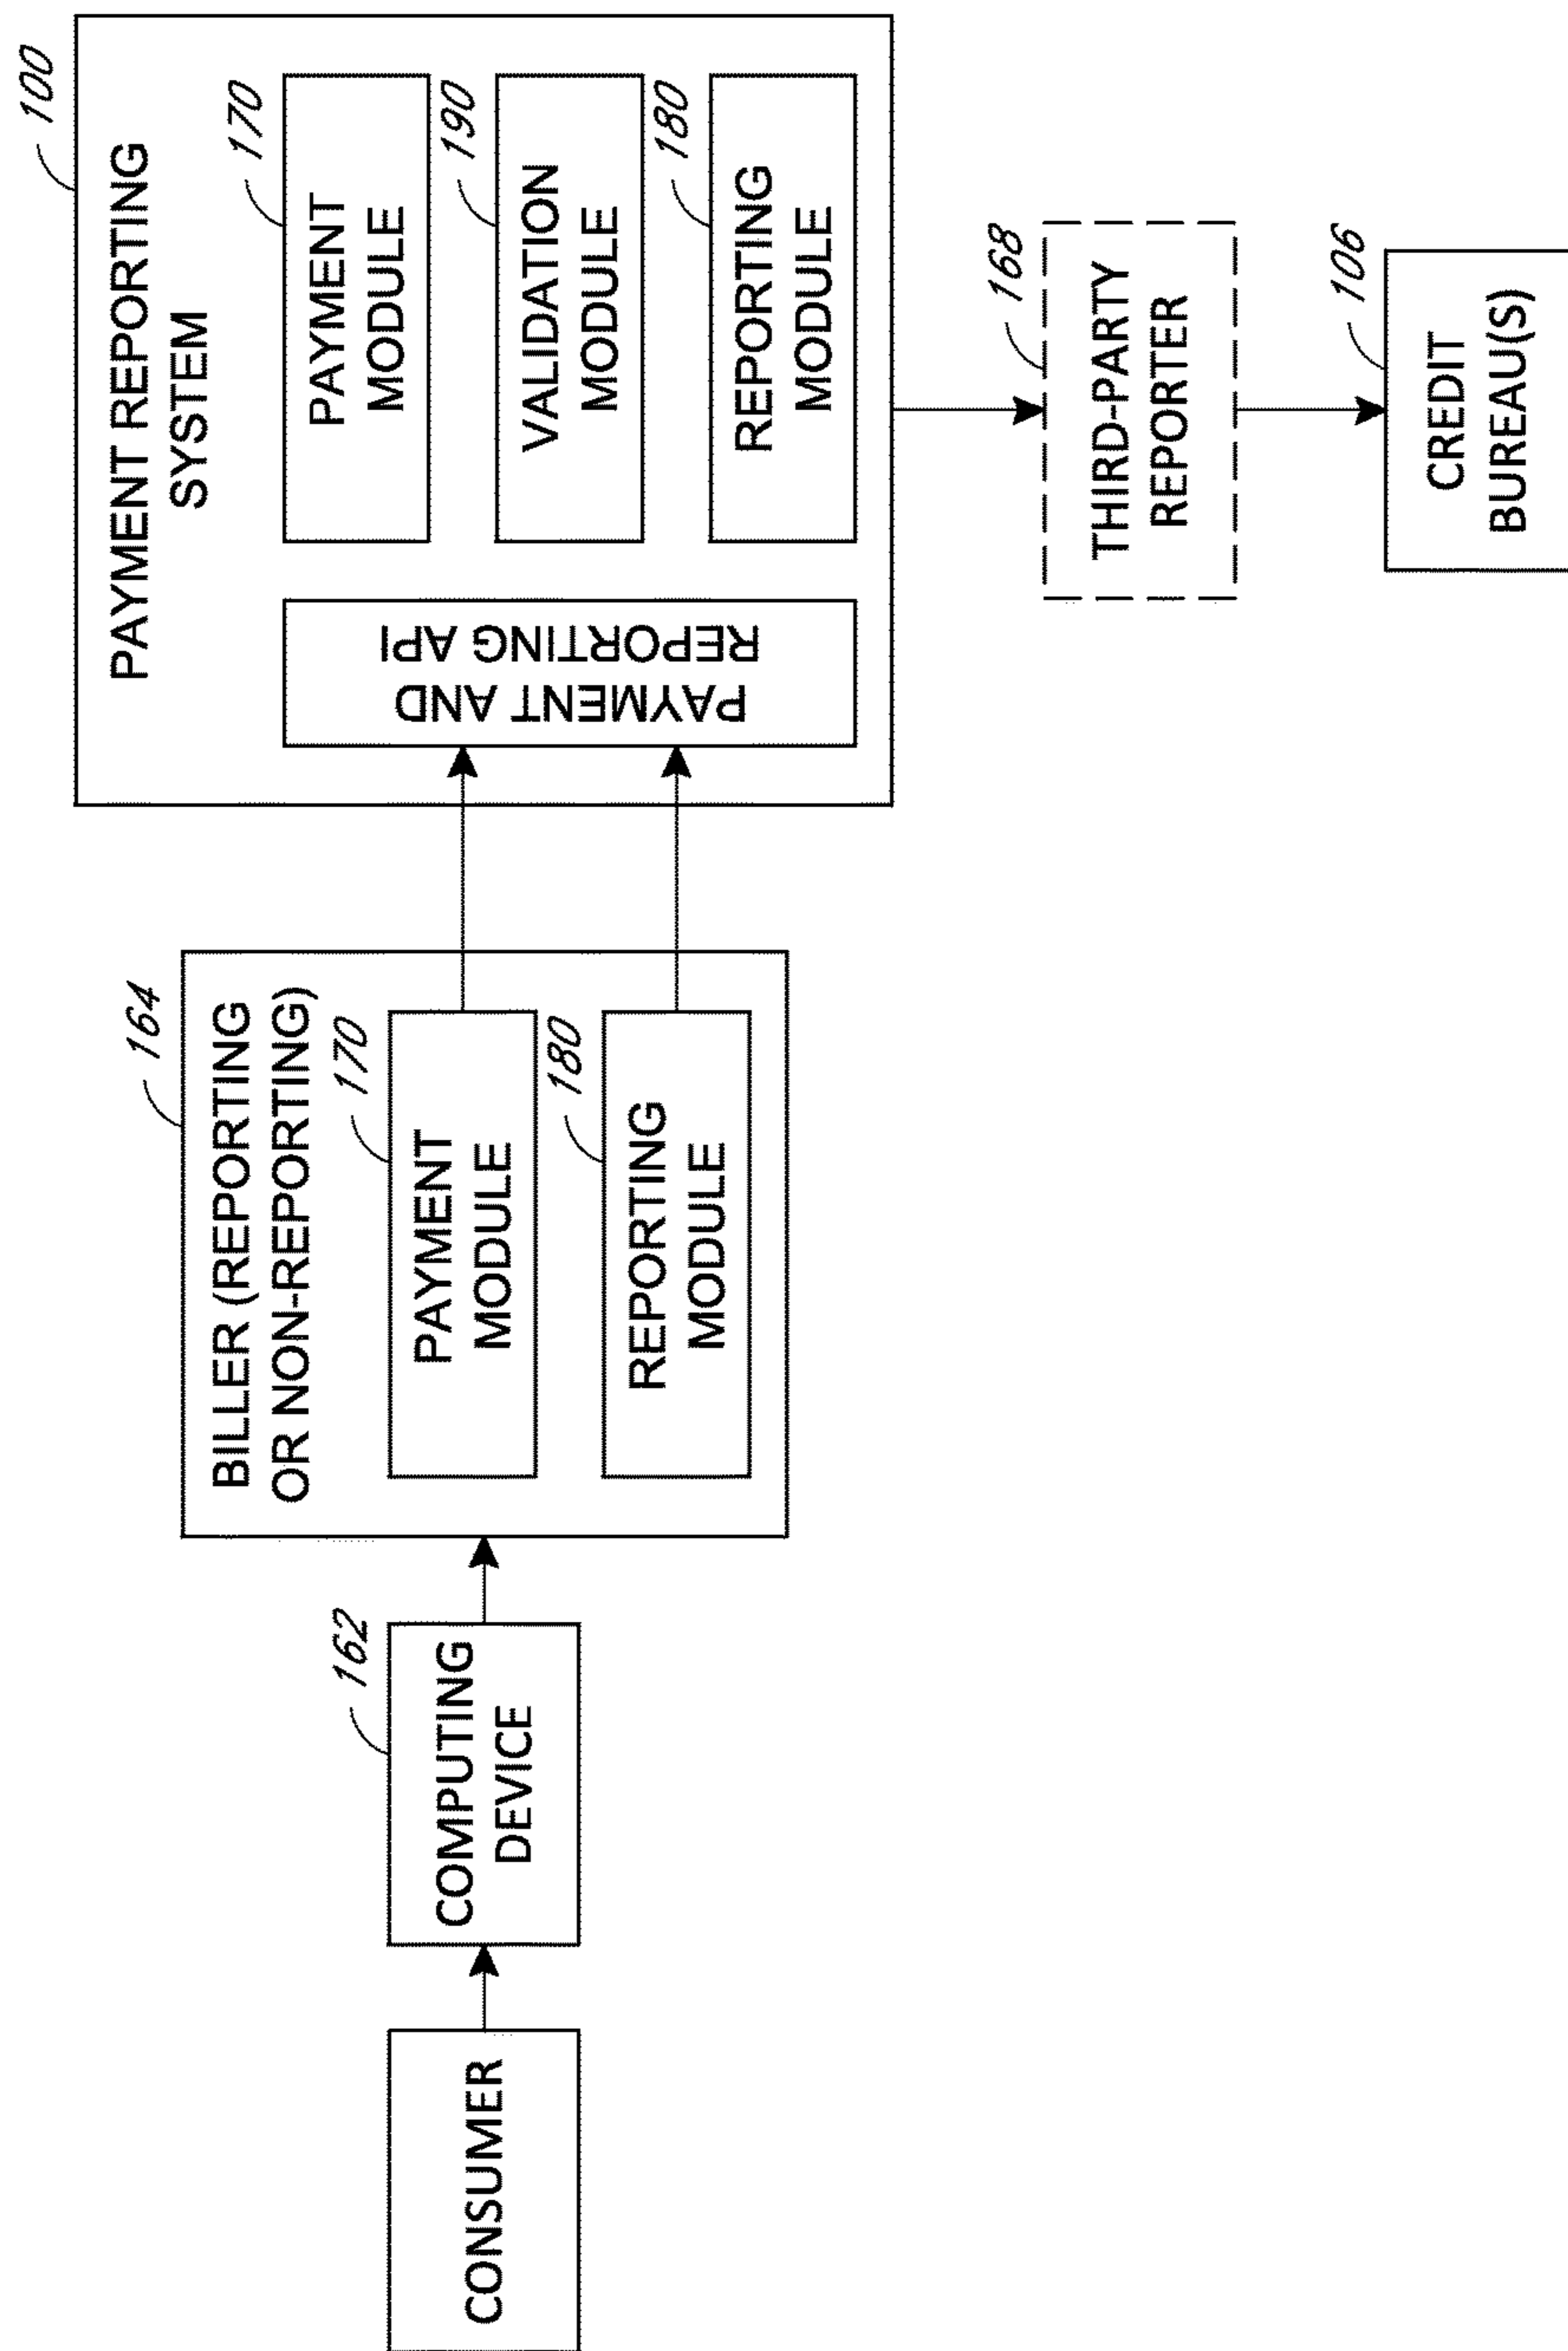 CONSUMER
162
COMPUTING
DEVICE
164
BILLER (REPORTING
OR NON-REPORTING)
170
PAYMENT
MODULE
180
REPORTING
MODULE
100
PAYMENT REPORTING
SYSTEM
PAYMENT AND
REPORTING API
170
PAYMENT
MODULE
190
VALIDATION
MODULE
180
REPORTING
MODULE
168
THIRD-PARTY
REPORTER
106
CREDIT
BUREAU(S)